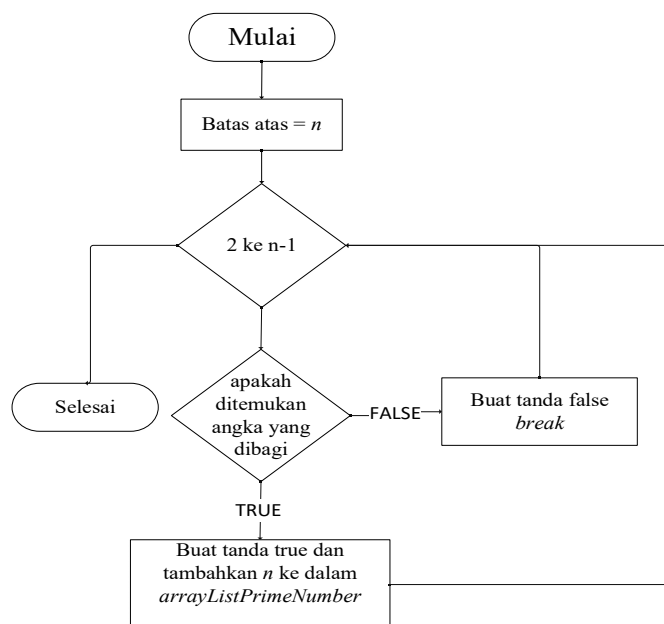 Mulai
Batas atas = n
2 ke n-1
Selesai
apakah
ditemukan
angka yang
dibagi
FALSE
Buat tanda false
break
TRUE
Buat tanda true dan
tambahkan n ke dalam
arrayListPrimeNumber